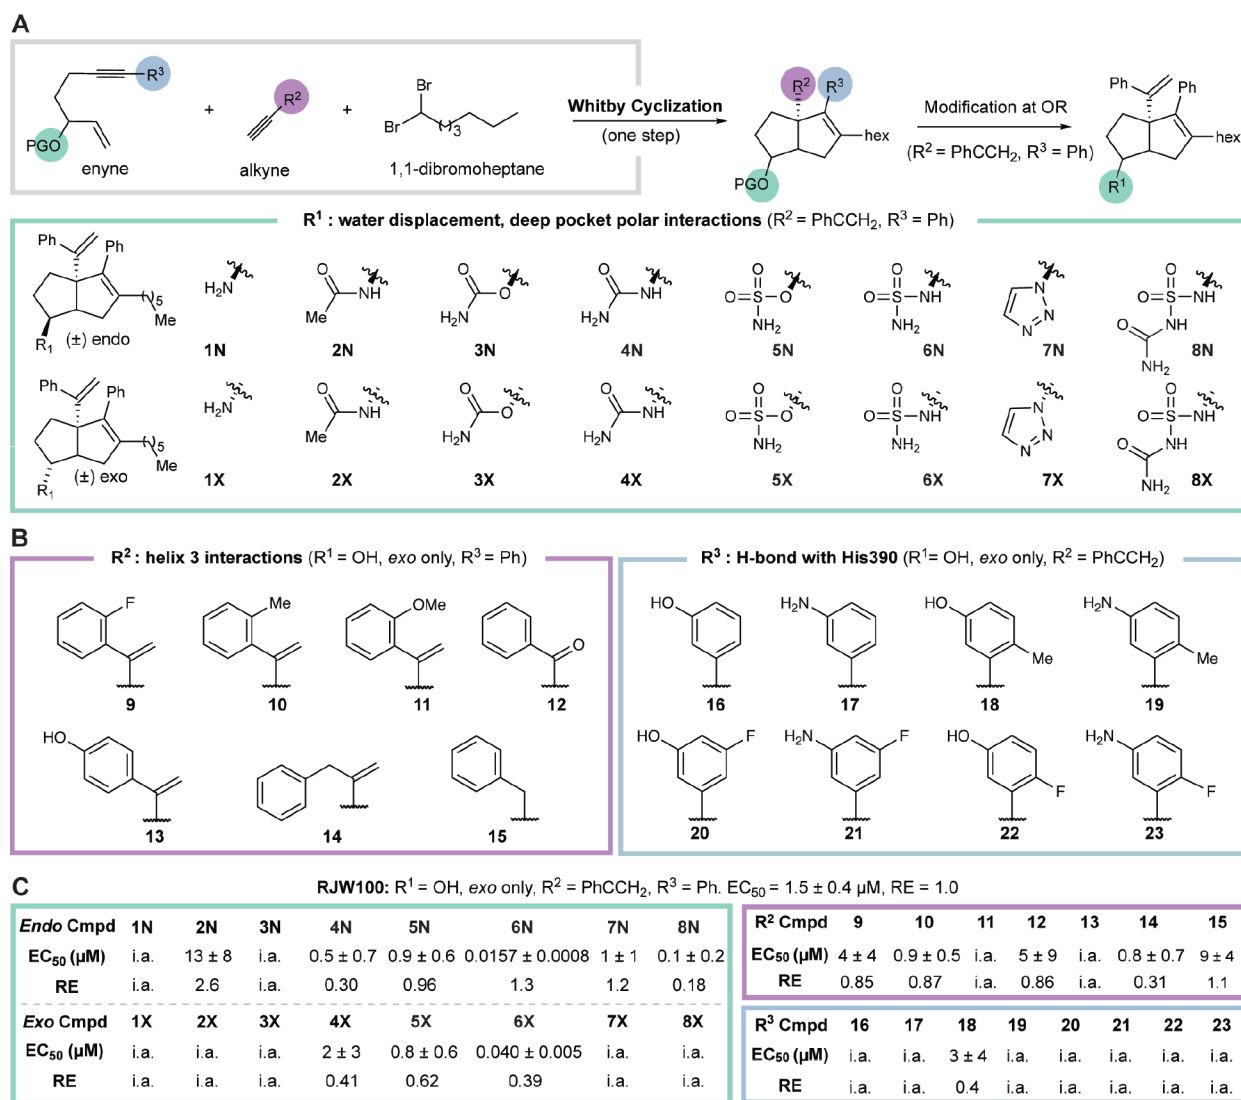 A
R³
R²
Br
Br
( )₃
PGO
+
+
enyne
alkyne
1,1-dibromoheptane
Whitby Cyclization
(one step)
R²
R³
hex
PGO
Modification at OR
(R² = PhCCH₂, R³ = Ph)
Ph
Ph
hex
R¹
R¹ : water displacement, deep pocket polar interactions (R² = PhCCH₂, R³ = Ph)
Ph
Ph
( )₅
Me
R₁
(±) endo
H₂N
O
Me
NH
O
H₂N
O
O
H₂N
NH
O
O
S
O
NH₂
O
O
S
NH
NH₂
N
N
N
O
O
S
NH
NH
O
NH₂
1N 2N 3N 4N 5N 6N 7N 8N
Ph
Ph
( )₅
Me
R₁
(±) exo
H₂N
O
Me
NH
O
H₂N
O
O
H₂N
NH
O
O
S
O
NH₂
O
O
S
NH
NH₂
N
N
N
O
O
S
NH
NH
O
NH₂
1X 2X 3X 4X 5X 6X 7X 8X
B
R² : helix 3 interactions (R¹ = OH, exo only, R³ = Ph)
F
Me
OMe
O
9 10 11 12
HO
13 14 15
R³ : H-bond with His390 (R¹= OH, exo only, R² = PhCCH₂)
HO
H₂N
HO
Me
H₂N
Me
16 17 18 19
HO
F
H₂N
F
HO
F
H₂N
F
20 21 22 23
C
RJW100: R¹ = OH, exo only, R² = PhCCH₂, R³ = Ph. EC₅₀ = 1.5 ± 0.4 µM, RE = 1.0
Endo Cmpd 1N 2N 3N 4N 5N 6N 7N 8N
EC₅₀ (µM) i.a. 13 ± 8 i.a. 0.5 ± 0.7 0.9 ± 0.6 0.0157 ± 0.0008 1 ± 1 0.1 ± 0.2
RE i.a. 2.6 i.a. 0.30 0.96 1.3 1.2 0.18
Exo Cmpd 1X 2X 3X 4X 5X 6X 7X 8X
EC₅₀ (µM) i.a. i.a. i.a. 2 ± 3 0.8 ± 0.6 0.040 ± 0.005 i.a. i.a.
RE i.a. i.a. i.a. 0.41 0.62 0.39 i.a. i.a.
R² Cmpd 9 10 11 12 13 14 15
EC₅₀ (µM) 4 ± 4 0.9 ± 0.5 i.a. 5 ± 9 i.a. 0.8 ± 0.7 9 ± 4
RE 0.85 0.87 i.a. 0.86 i.a. 0.31 1.1
R³ Cmpd 16 17 18 19 20 21 22 23
EC₅₀ (µM) i.a. i.a. 3 ± 4 i.a. i.a. i.a. i.a. i.a.
RE i.a. i.a. 0.4 i.a. i.a. i.a. i.a. i.a.